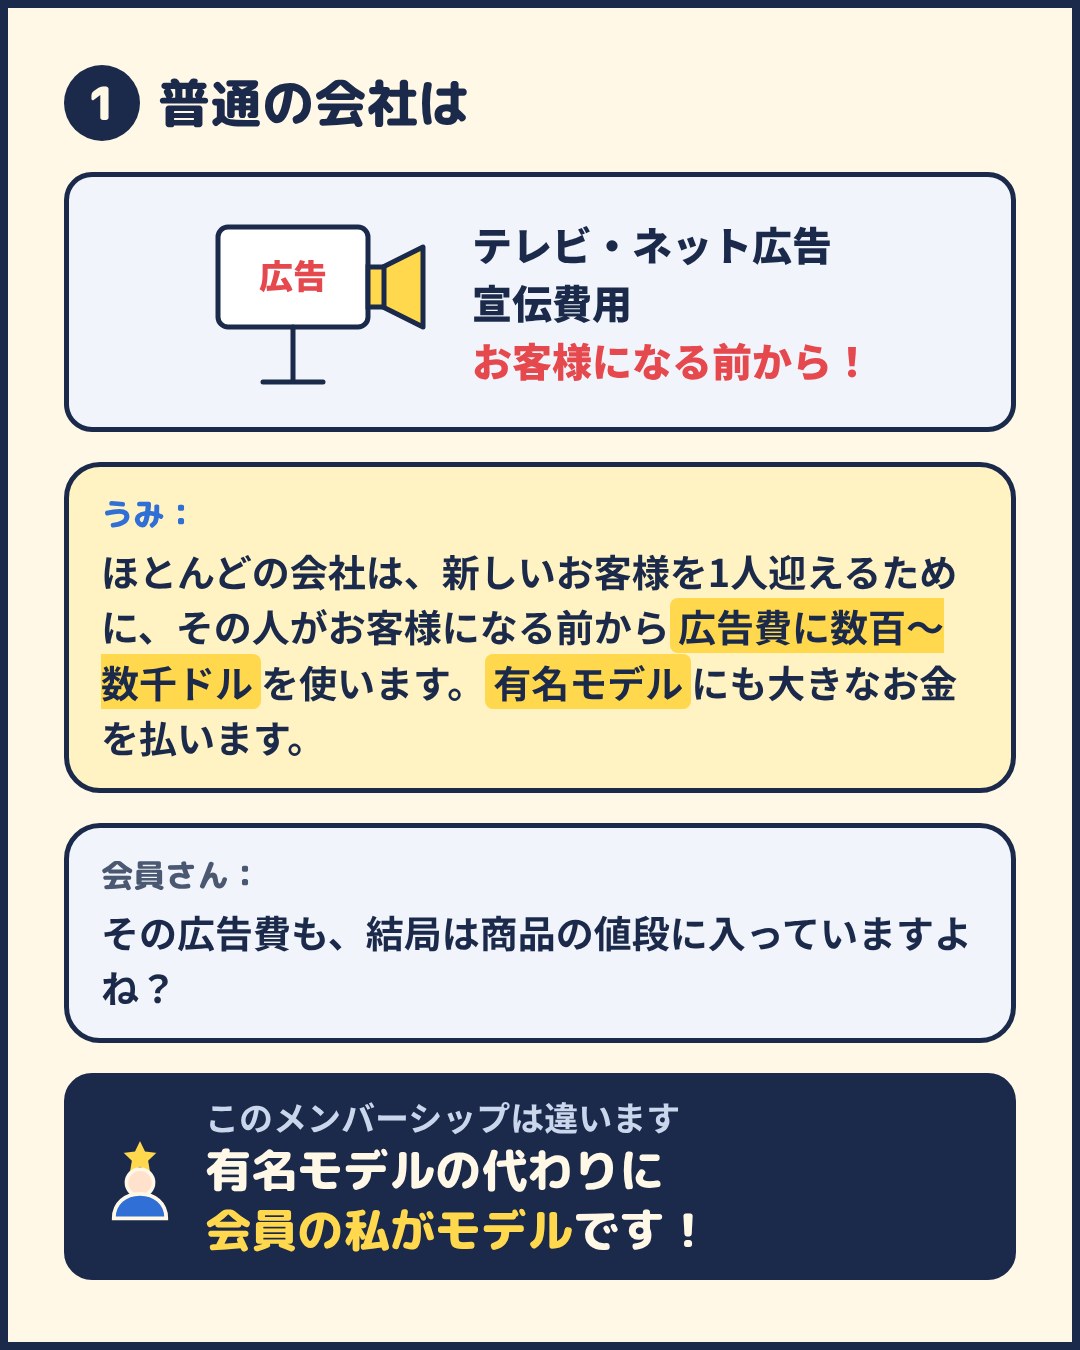 1 普通の会社は
広告
テレビ・ネット広告
宣伝費用
お客様になる前から！
うみ：
ほとんどの会社は、新しいお客様を1人迎えるため
に、その人がお客様になる前から広告費に数百〜
数千ドルを使います。有名モデルにも大きなお金
を払います。
会員さん：
その広告費も、結局は商品の値段に入っていますよ
ね？
このメンバーシップは違います
有名モデルの代わりに
会員の私がモデルです！